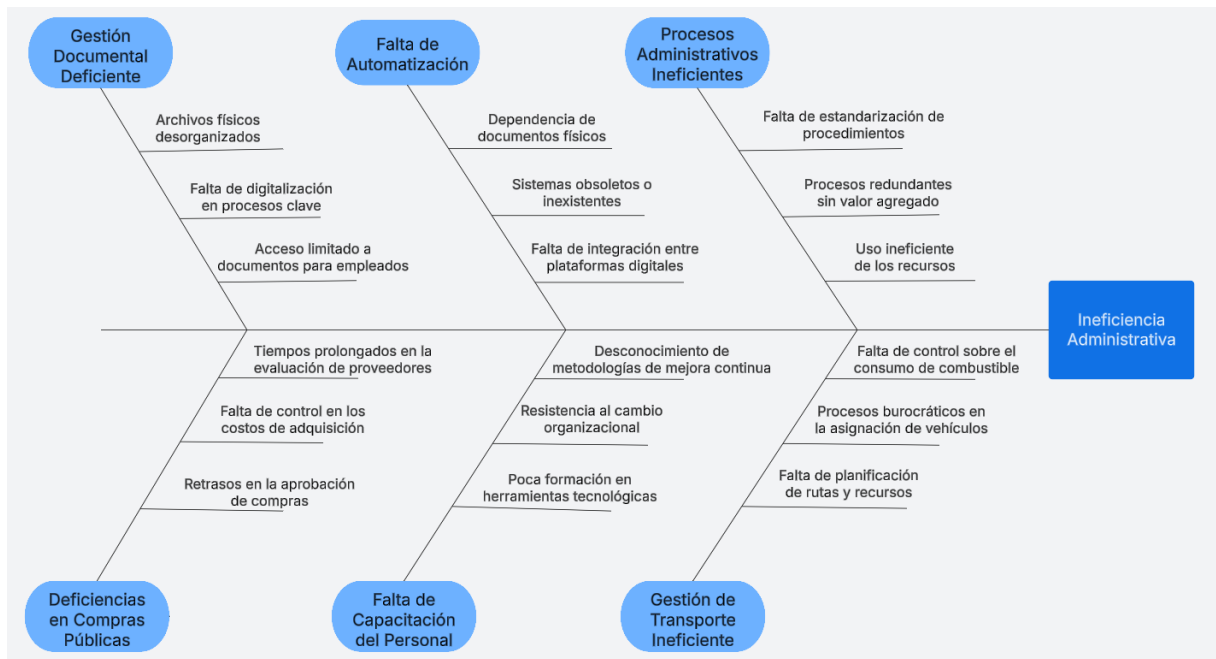 Gestión
Documental
Deficiente
Falta de
Automatización
Procesos
Administrativos
Ineficientes
Archivos físicos
desorganizados
Falta de digitalización
en procesos clave
Acceso limitado a
documentos para empleados
Dependencia de
documentos físicos
Sistemas obsoletos o
inexistentes
Falta de integración entre
plataformas digitales
Falta de estandarización de
procedimientos
Procesos redundantes
sin valor agregado
Uso ineficiente
de los recursos
Ineficiencia
Administrativa
Tiempos prolongados en la
evaluación de proveedores
Falta de control en los
costos de adquisición
Retrasos en la aprobación
de compras
Desconocimiento de
metodologías de mejora continua
Resistencia al cambio
organizacional
Poca formación en
herramientas tecnológicas
Falta de control sobre el
consumo de combustible
Procesos burocráticos en
la asignación de vehículos
Falta de planificación
de rutas y recursos
Deficiencias
en Compras
Públicas
Falta de
Capacitación
del Personal
Gestión de
Transporte
Ineficiente